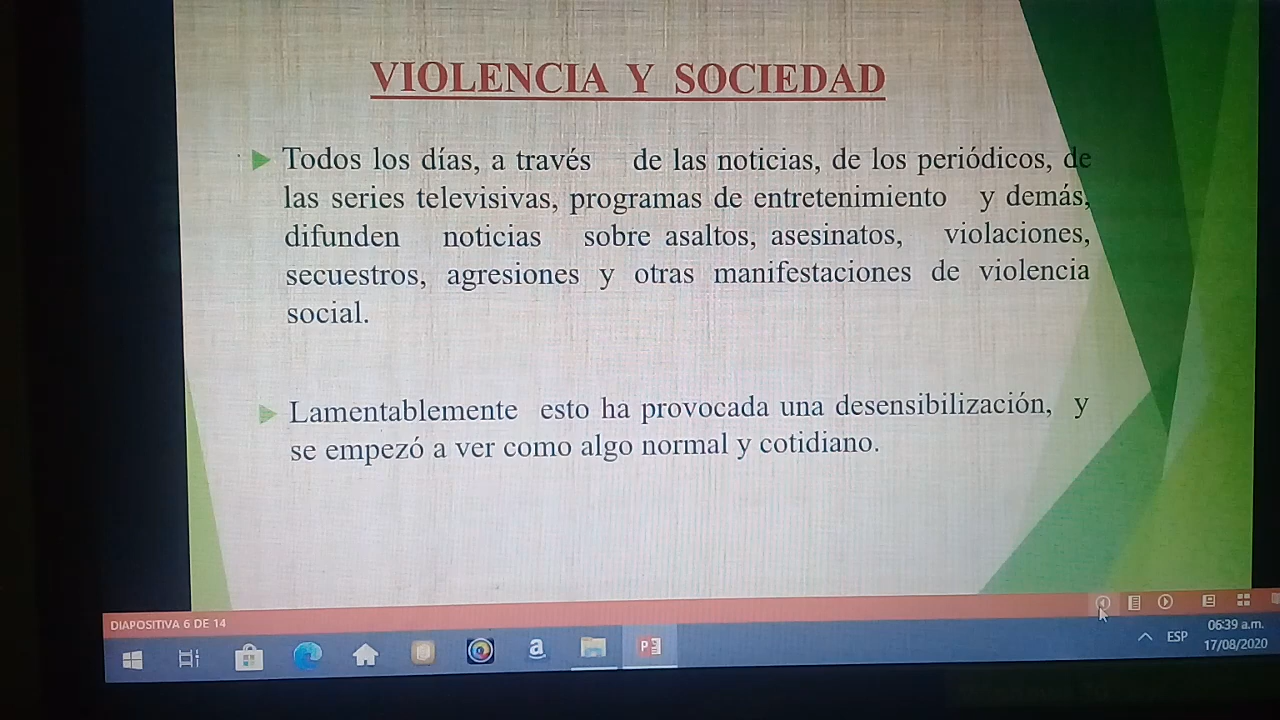 VIOLENCIA Y SOCIEDAD
Todos los días, a través de las noticias, de los periódicos, de
las series televisivas, programas de entretenimiento y demás,
difunden noticias sobre asaltos, asesinatos, violaciones,
secuestros, agresiones y otras manifestaciones de violencia
social.
Lamentablemente esto ha provocada una desensibilización, y
se empezó a ver como algo normal y cotidiano.
DIAPOSITIVA 6 DE 14
ESP
06:39 a.m.
17/08/2020